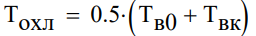 Tохл = 0.5·(Tв0 + Tвк)